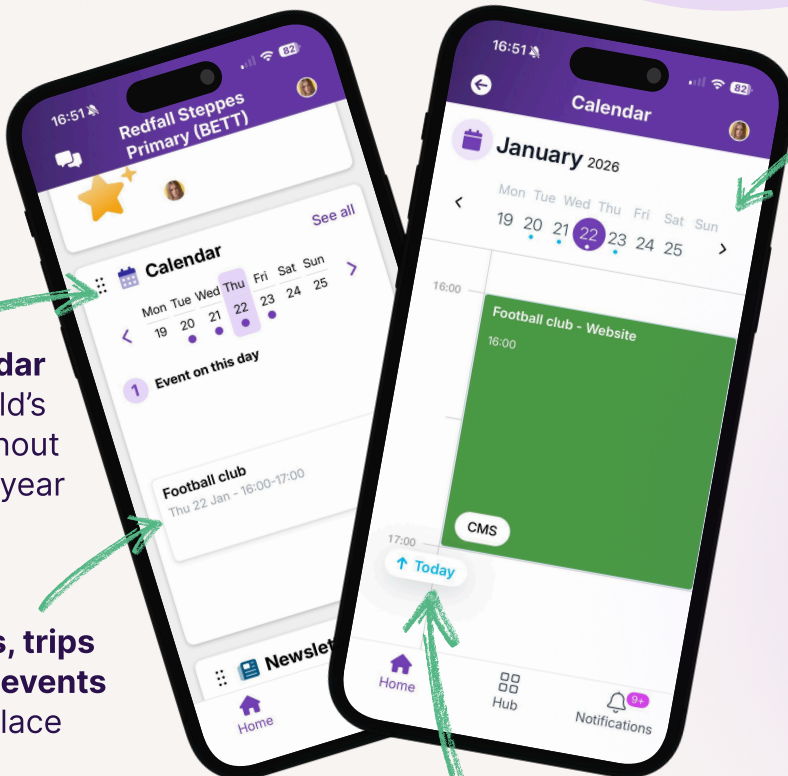 16:51
82
Redfall Steppes
Primary (BETT)
See all
Calendar
Mon Tue Wed Thu Fri Sat Sun
19 20 21 22 23 24 25
1
Event on this day
Football club
Thu 22 Jan - 16:00-17:00
Home
dar
ld’s
hout
year
s, trips
events
lace
16:51
82
Calendar
January 2026
Mon Tue Wed Thu Fri Sat Sun
19 20 21 22 23 24 25
16:00
Football club - Website
16:00
CMS
17:00
Today
Home
Hub
9+
Notifications